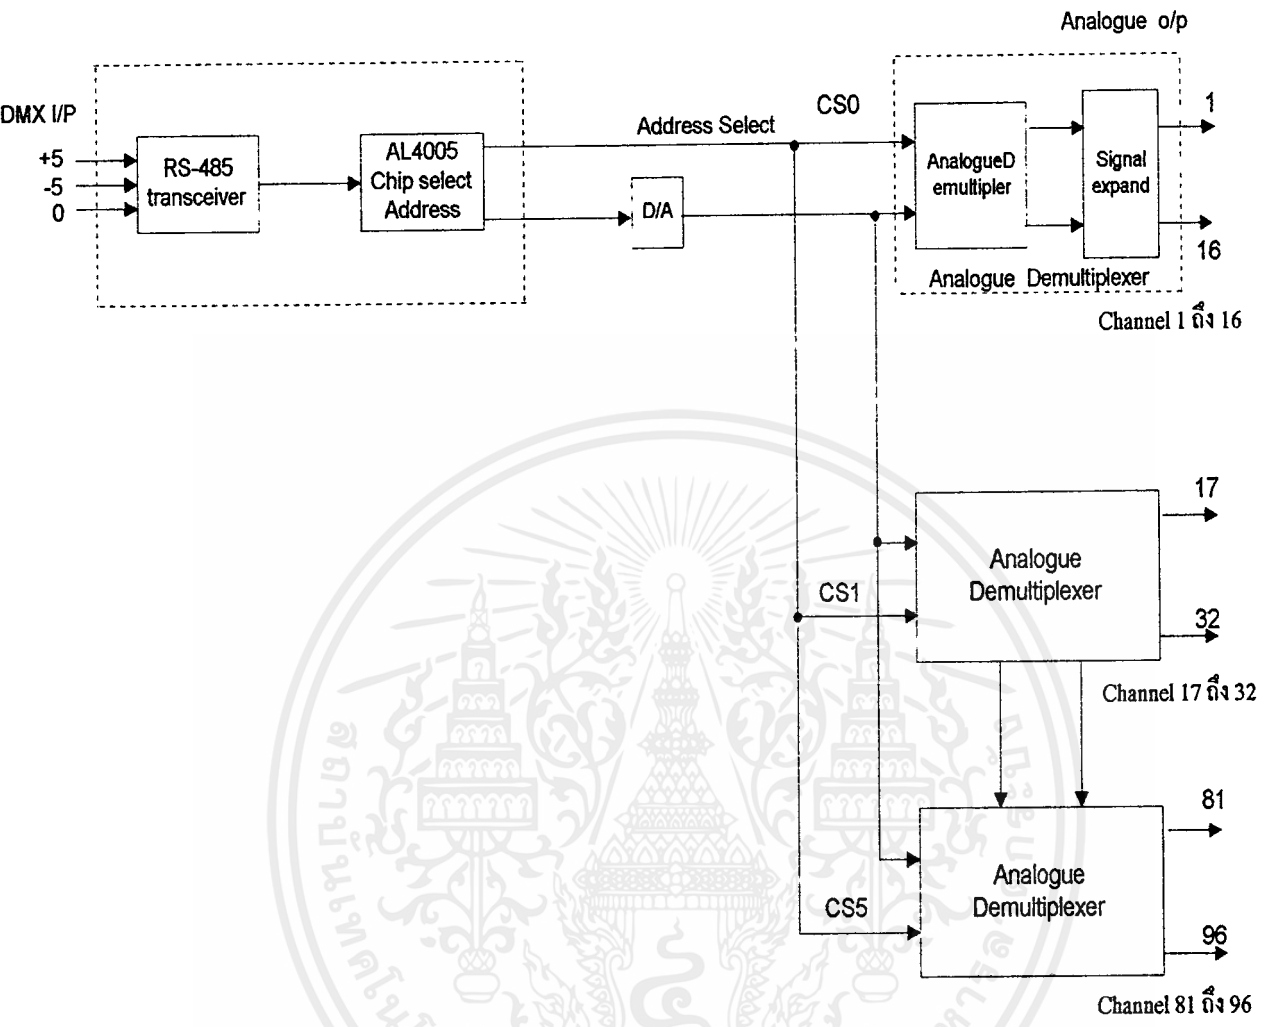 Analogue o/p
DMX I/P
+5
-5
0
RS-485
transceiver
AL4005
Chip select
Address
Address Select
D/A
CS0
AnalogueD
emultipler
Signal
expand
1
16
Analogue Demultiplexer
Channel 1 ถึง 16
CS1
Analogue
Demultiplexer
17
32
Channel 17 ถึง 32
CS5
Analogue
Demultiplexer
81
96
Channel 81 ถึง 96